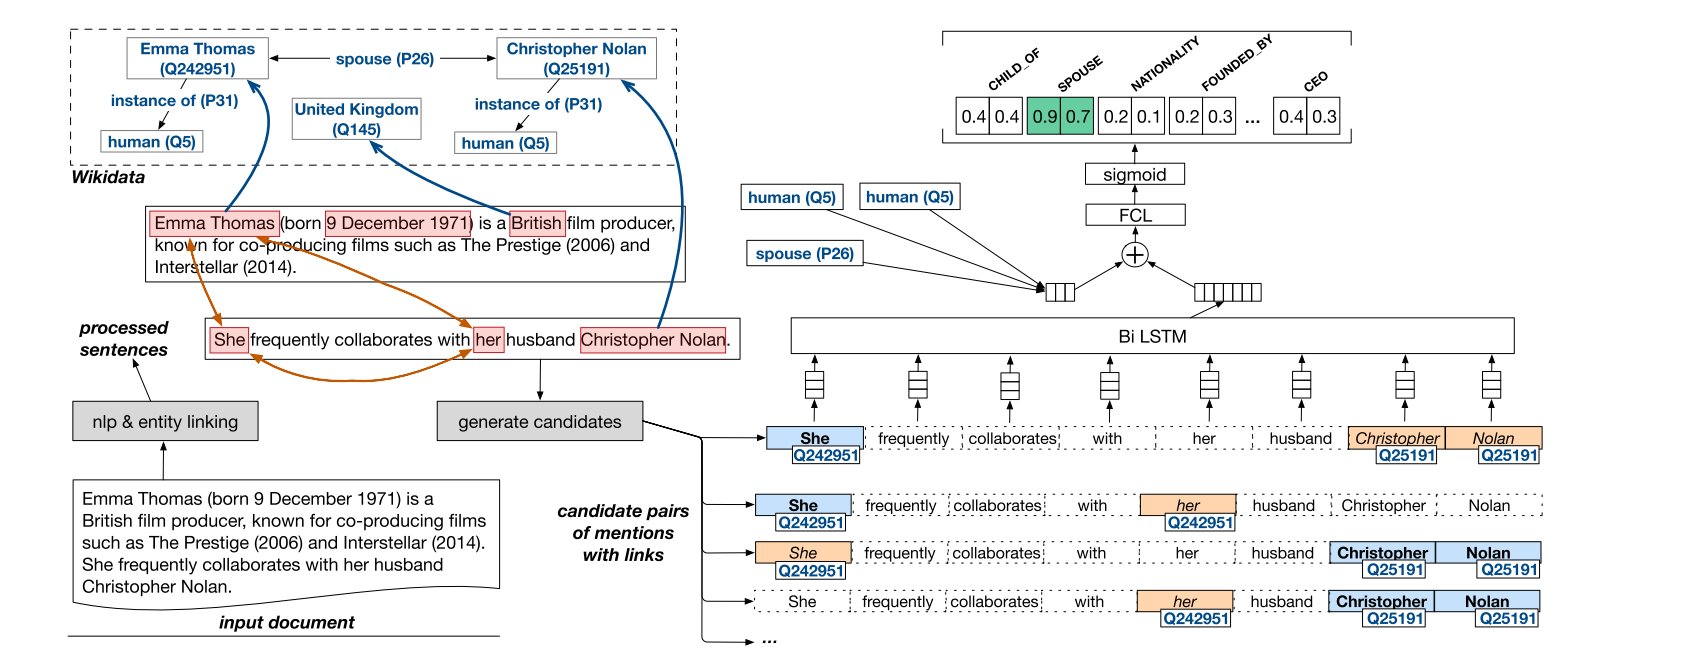 Emma Thomas
(Q242951)
spouse (P26)
Christopher Nolan
(Q25191)
instance of (P31)
human (Q5)
United Kingdom
(Q145)
instance of (P31)
human (Q5)
Wikidata
Emma Thomas (born 9 December 1971) is a British film producer,
known for co-producing films such as The Prestige (2006) and
Interstellar (2014).
She frequently collaborates with her husband Christopher Nolan.
processed
sentences
nlp & entity linking
generate candidates
Emma Thomas (born 9 December 1971) is a
British film producer, known for co-producing films
such as The Prestige (2006) and Interstellar (2014).
She frequently collaborates with her husband
Christopher Nolan.
input document
candidate pairs
of mentions
with links
CHILD_OF SPOUSE NATIONALITY FOUNDED_BY CEO
0.4 0.4 0.9 0.7 0.2 0.1 0.2 0.3 ... 0.4 0.3
sigmoid
FCL
human (Q5) human (Q5)
spouse (P26)
Bi LSTM
She frequently collaborates with her husband Christopher Nolan
Q242951 Q25191 Q25191
She frequently collaborates with her husband Christopher Nolan
Q242951 Q242951
She frequently collaborates with her husband Christopher Nolan
Q242951 Q25191 Q25191
She frequently collaborates with her husband Christopher Nolan
Q242951 Q25191 Q25191
...